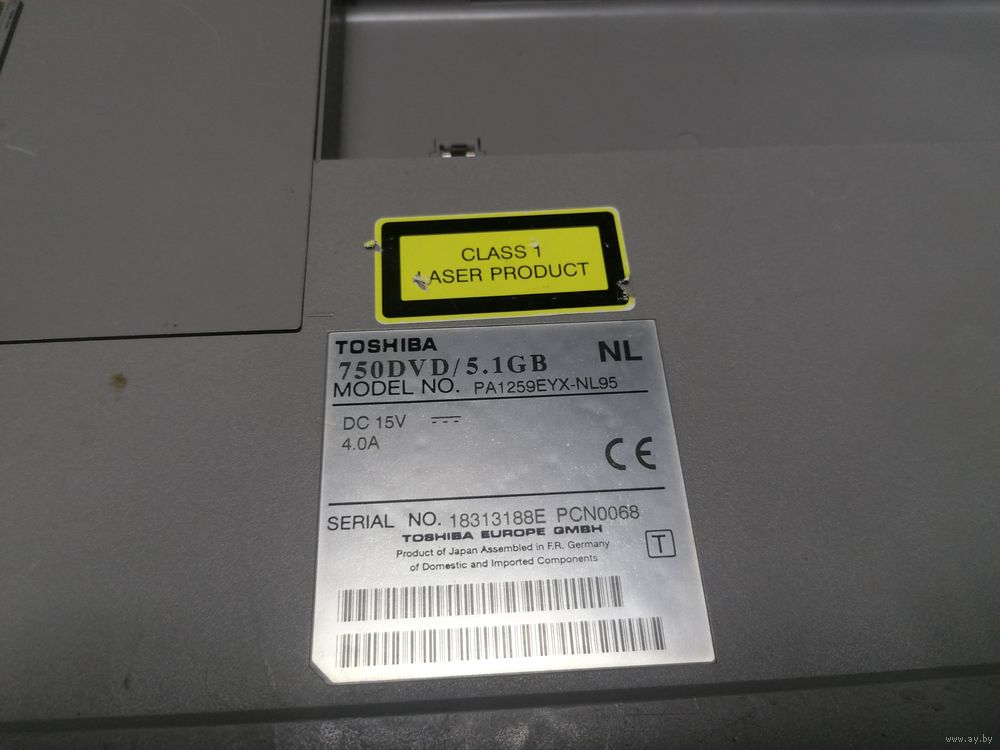 CLASS 1
LASER PRODUCT
TOSHIBA
NL
750DVD/5.1GB
MODEL NO. PA1259EYX-NL95
DC 15V
4.0A
CE
SERIAL NO. 18313188E PCN0068
TOSHIBA EUROPE GMBH
Product of Japan Assembled in F.R. Germany
of Domestic and Imported Components
T
www.ay.by